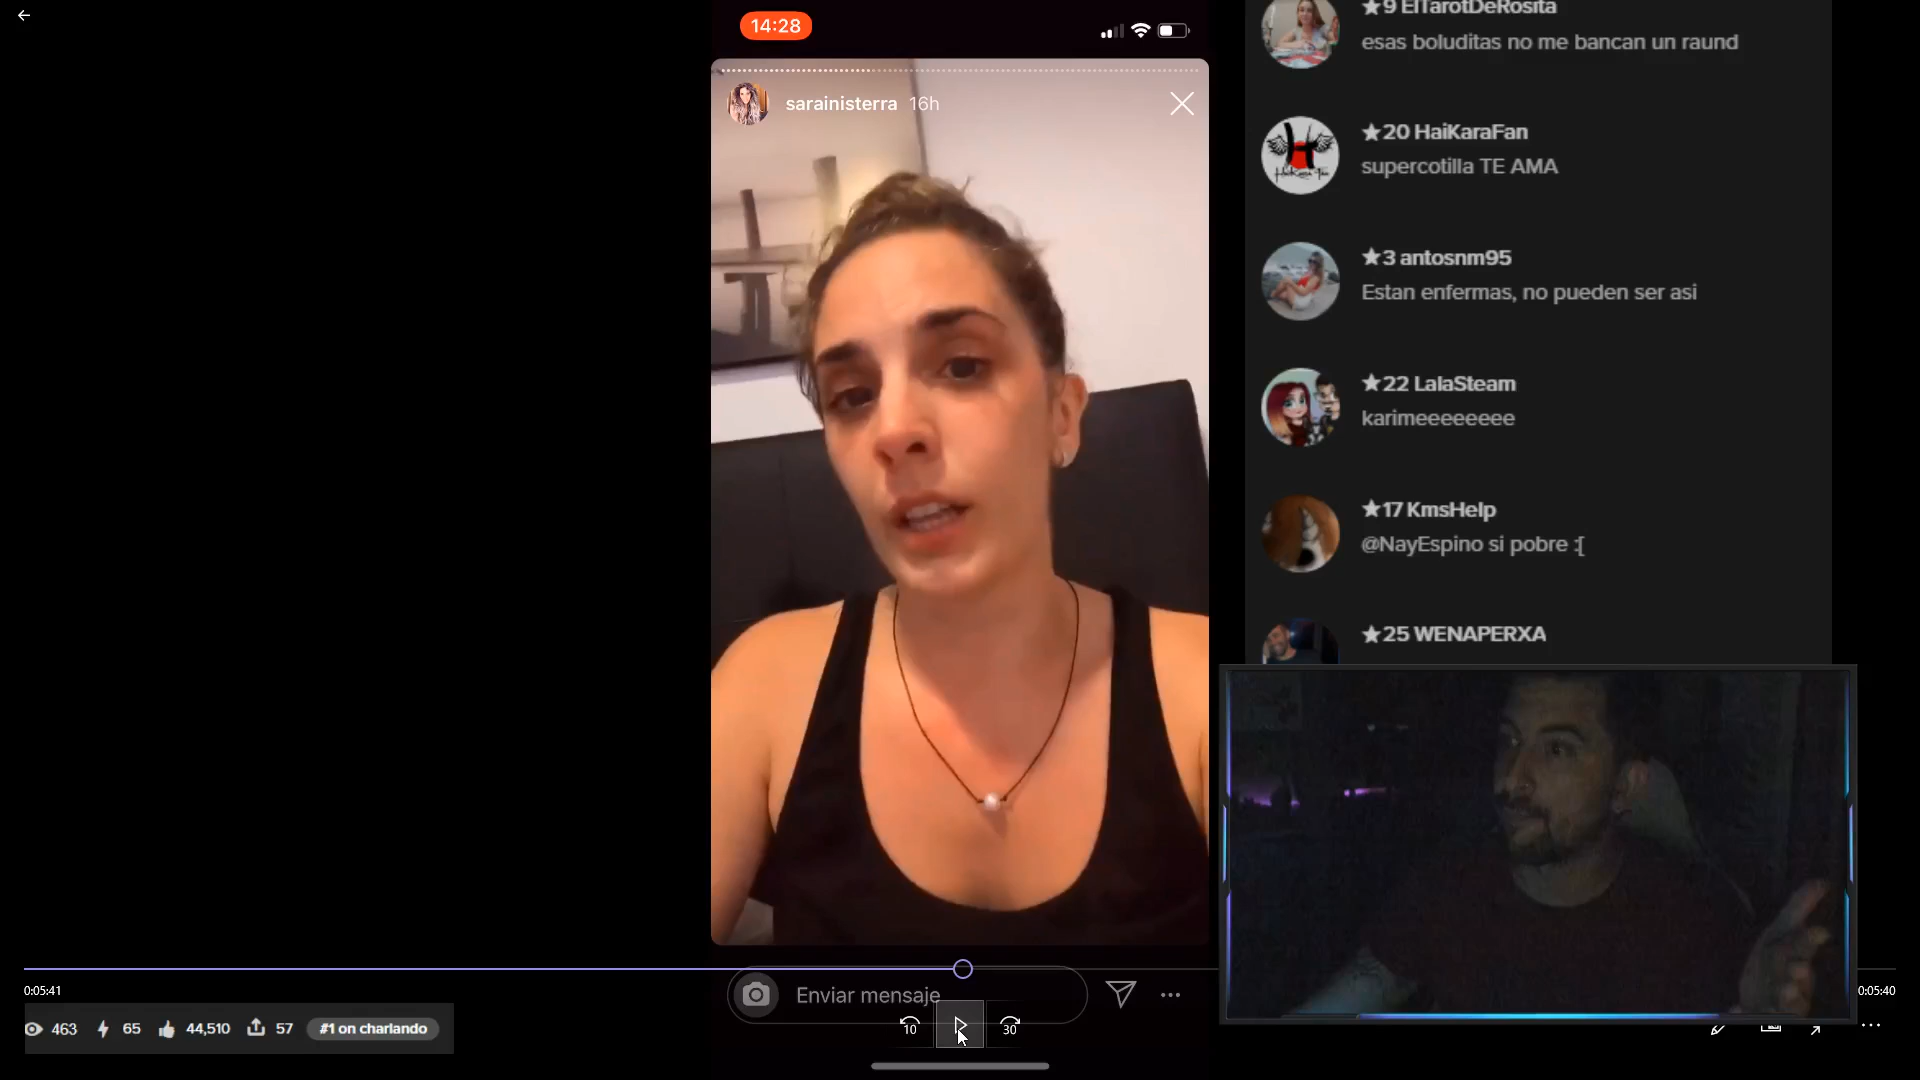 14:28
sarainisterra 16h
★9 ElTarotDeRosita
esas boluditas no me bancan un raund
★20 HaiKaraFan
supercotilla TE AMA
★3 antosnm95
Estan enfermas, no pueden ser asi
★22 LalaSteam
karimeeeeeeee
★17 KmsHelp
@NayEspino si pobre :[
★25 WENAPERXA
0:05:41
0:05:40
Enviar mensaje
463 65 44,510 57 #1 on charlando
10 30